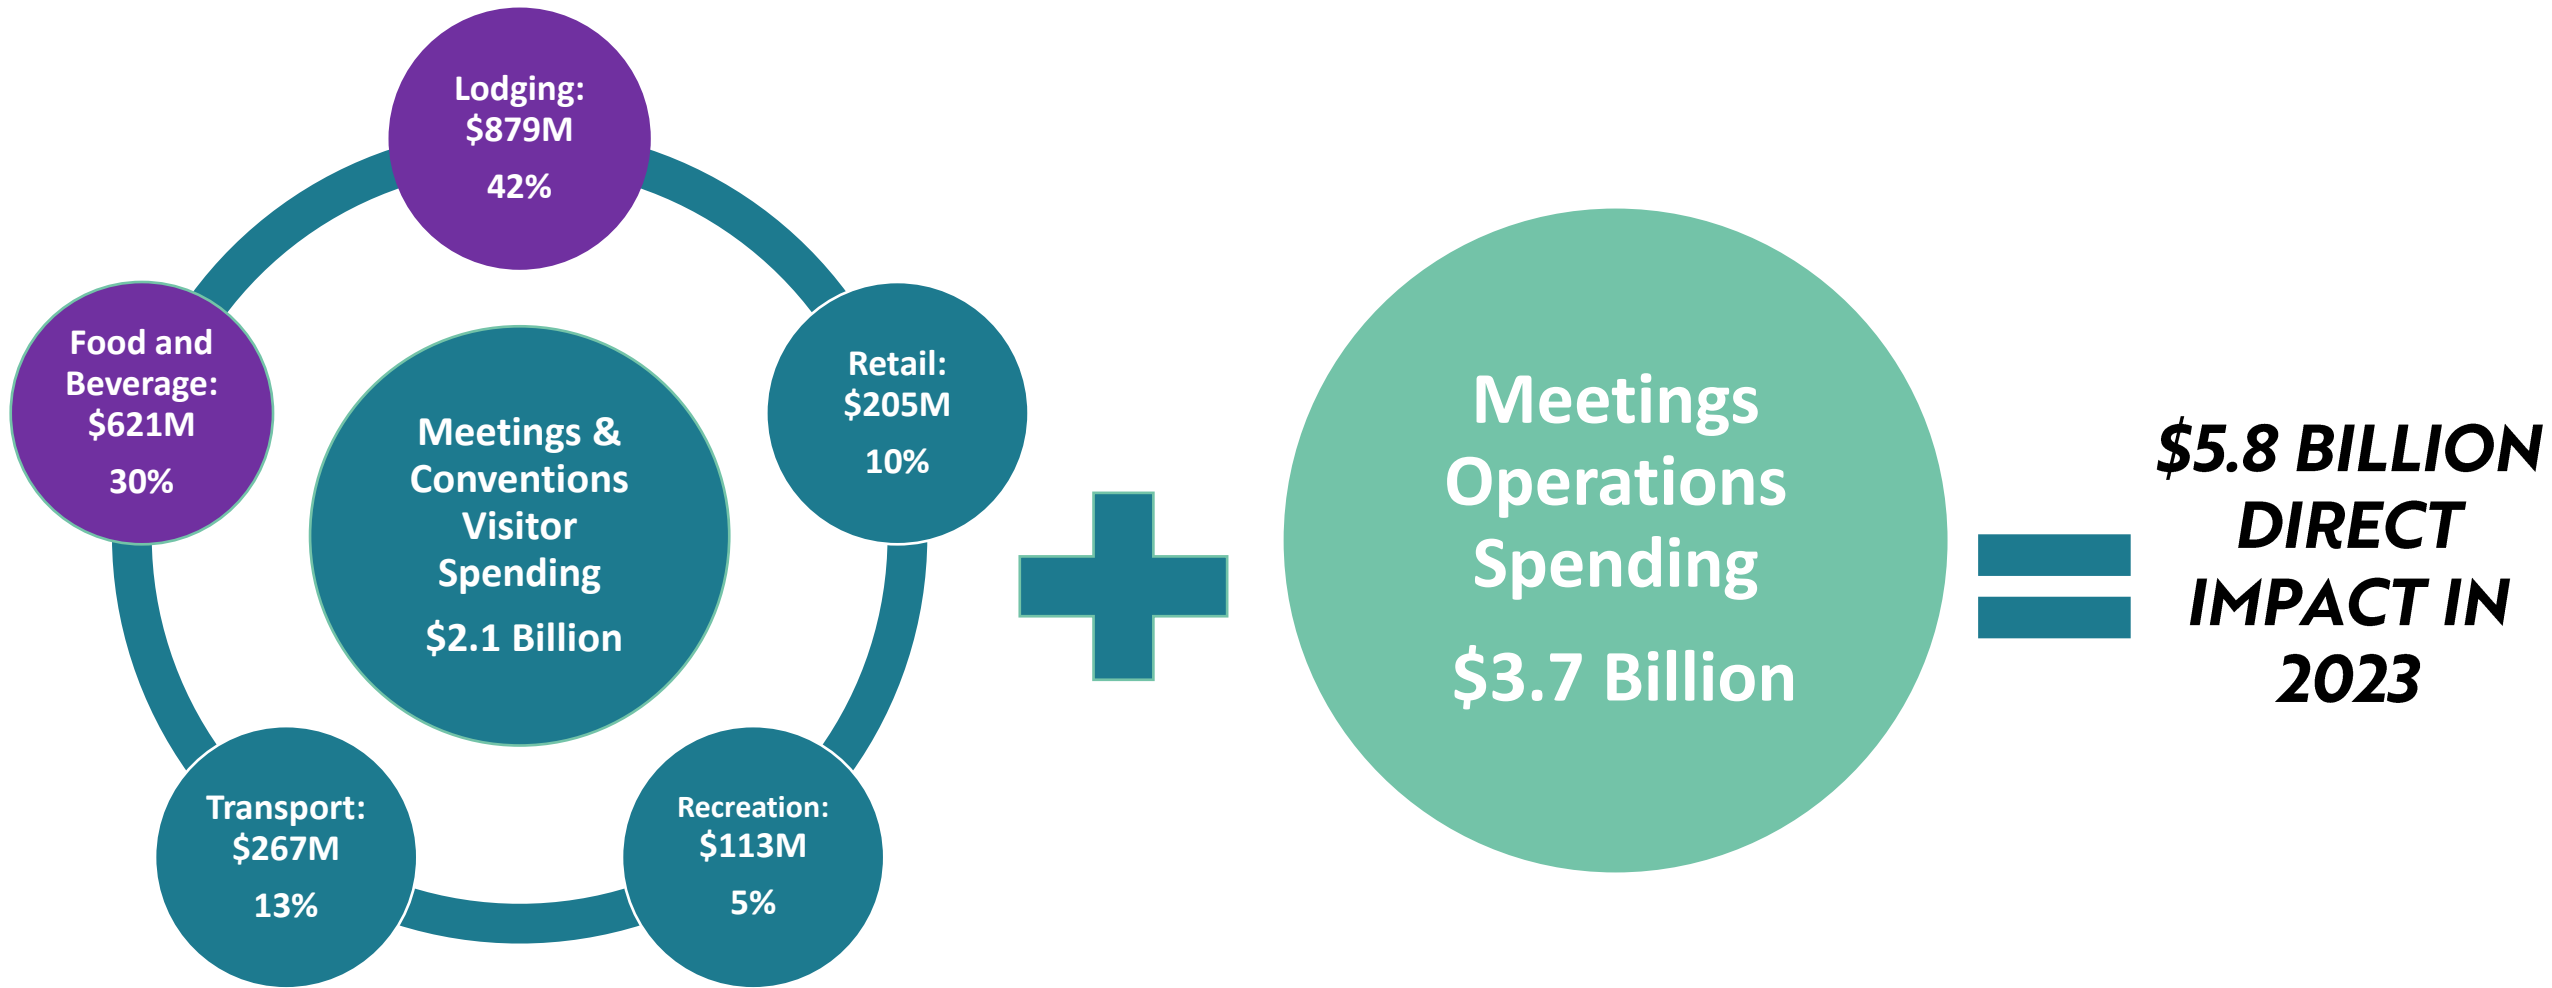 Lodging:
$879M
42%
Food and
Beverage:
$621M
30%
Retail:
$205M
10%
Meetings &
Conventions
Visitor
Spending
$2.1 Billion
Transport:
$267M
13%
Recreation:
$113M
5%
Meetings
Operations
Spending
$3.7 Billion
$5.8 BILLION
DIRECT
IMPACT IN
2023